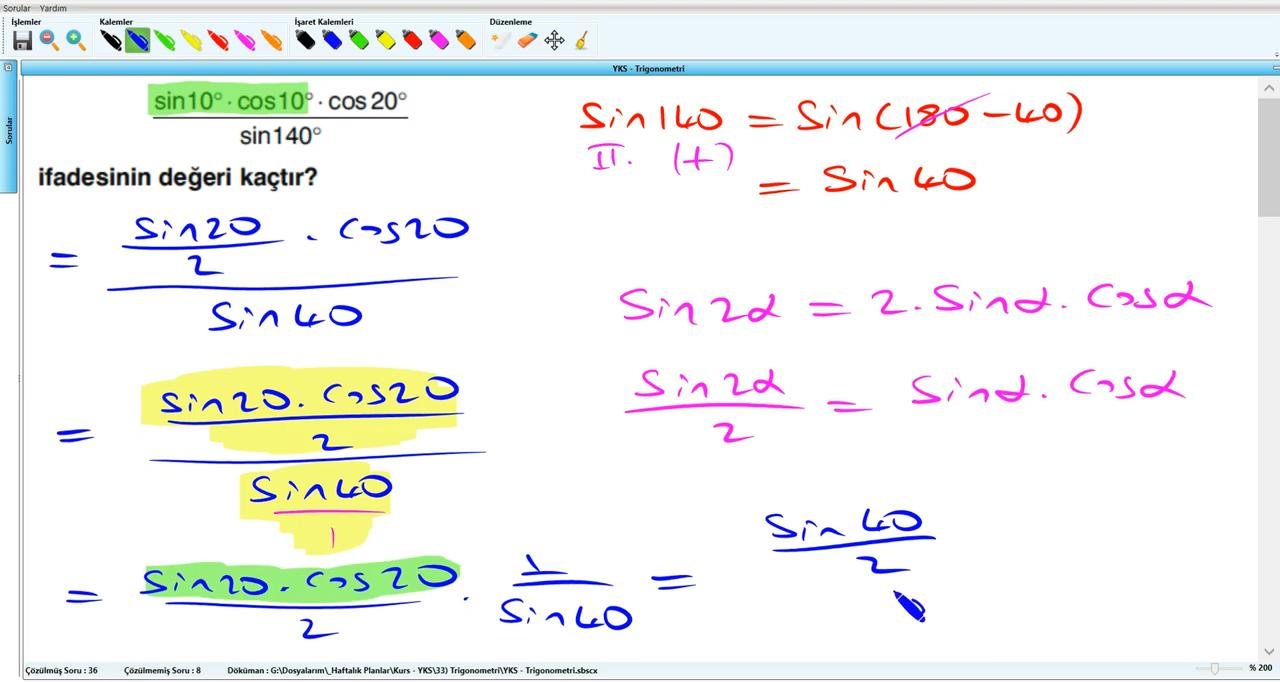 Sorular Yardım
İşlemler Kalemler İşaret Kalemleri Düzenleme
YKS - Trigonometri
Sorular
sin10° · cos10° · cos20°
sin140°
ifadesinin değeri kaçtır?
Sin140 = Sin(180 - 40)
II. (+)
= Sin40
= Sin20 / 2 . Cos20
Sin40
Sin2α = 2. Sinα. Cosα
= Sin20. Cos20
2
Sin40
1
Sin2α / 2 = Sinα. Cosα
= Sin20. Cos20 / 2 . 1 / Sin40 = Sin40 / 2
Çözülmüş Soru : 36 Çözülmemiş Soru : 8 Döküman : G:\Dosyalarım\_Haftalık Planlar\Kurs - YKS\33) Trigonometri\YKS - Trigonometri.sbscx % 200